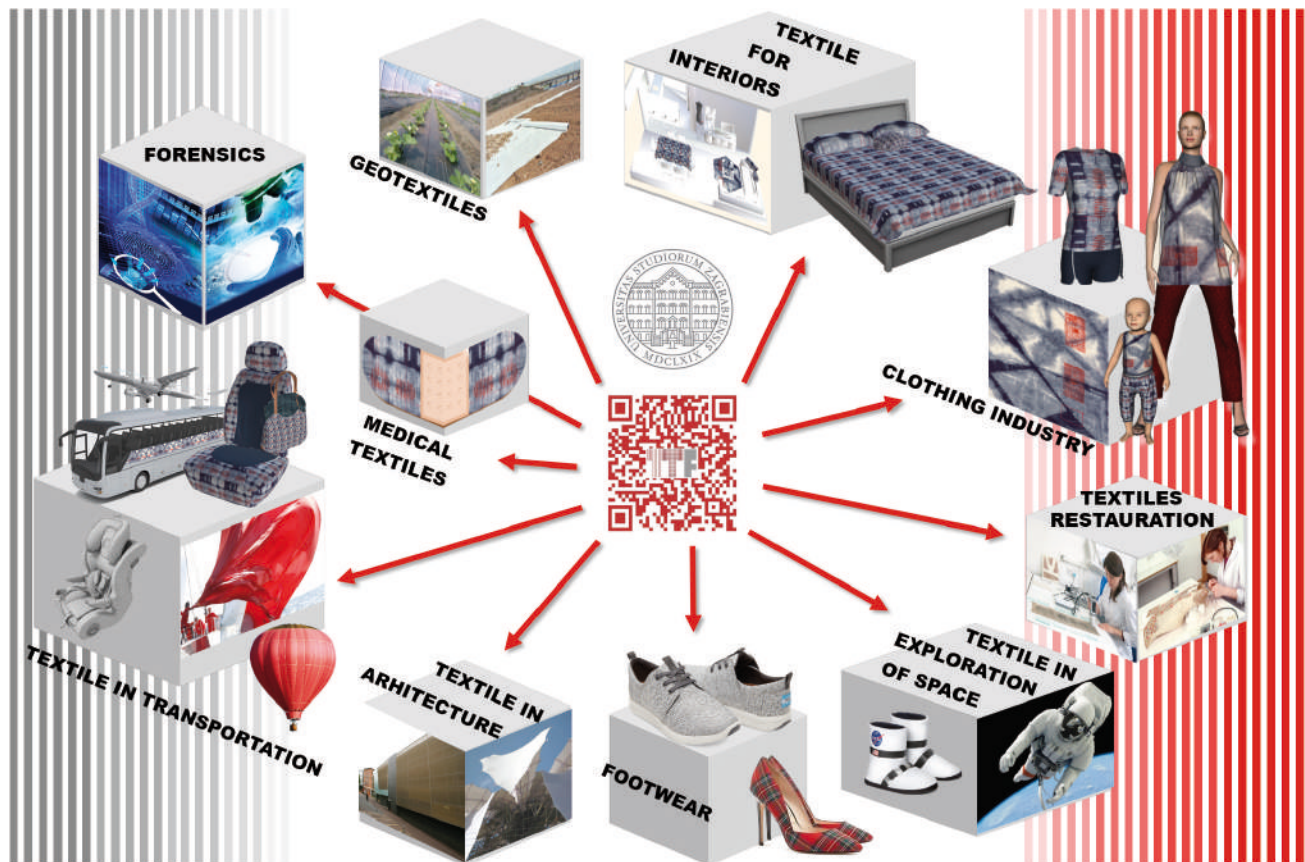 TEXTILE
FOR
INTERIORS
FORENSICS
GEOTEXTILES
UNIVERSITAS STUDIORUM ZAGRABIENSIS
MDCLXIX
CLOTHING INDUSTRY
MEDICAL
TEXTILES
ITF
TEXTILES
RESTAURATION
TEXTILE IN TRANSPORTATION
TEXTILE IN
ARHITECTURE
FOOTWEAR
TEXTILE IN
EXPLORATION
OF SPACE